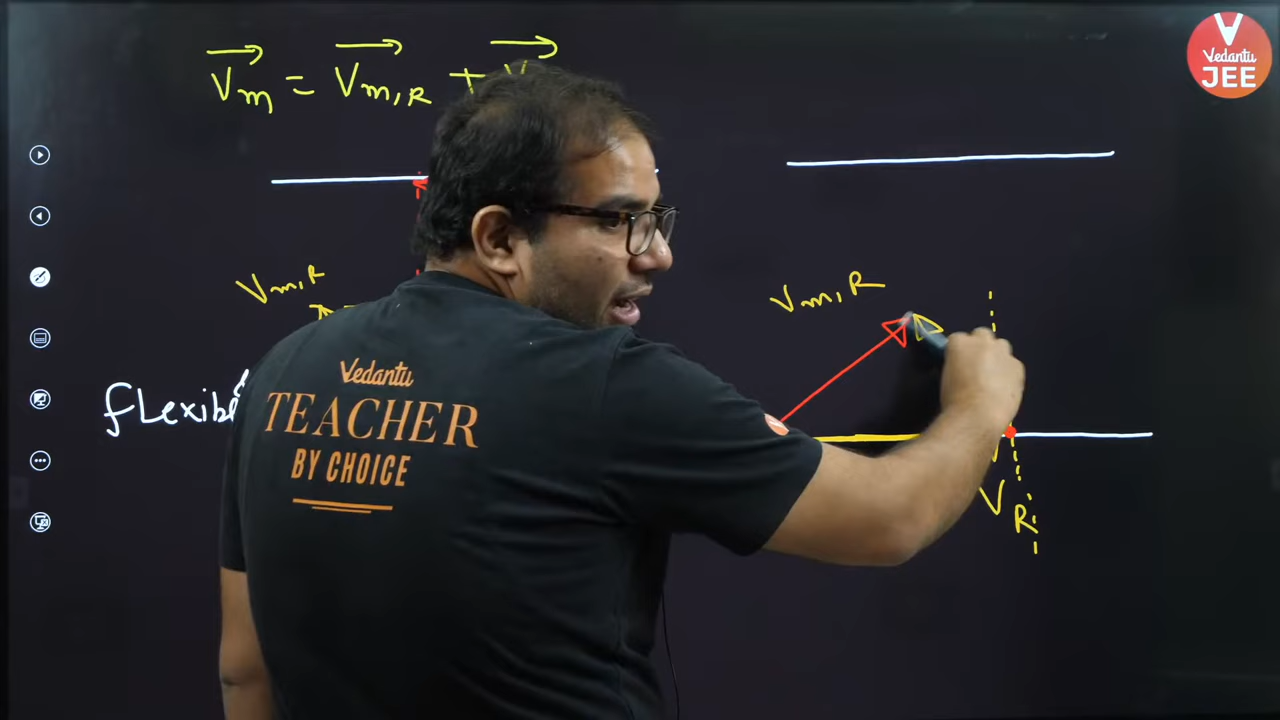 Vm = Vm,R + V
Vedantu
JEE
Vm,R
Vm,R
flexib
Vedantu
TEACHER
BY CHOICE
VR